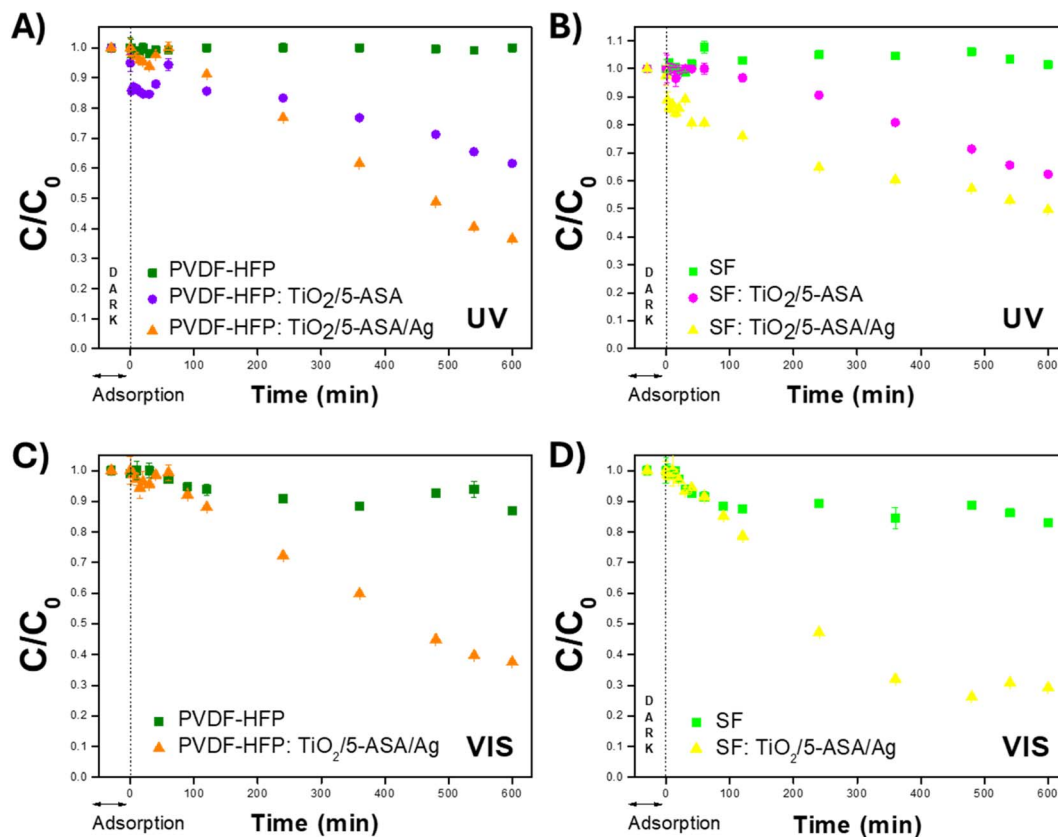 A)
1.0
0.9
0.8
0.7
0.6
0.5
0.4
0.3
0.2
0.1
0.0
C/C0
D
A
R
K
PVDF-HFP
PVDF-HFP: TiO2/5-ASA
PVDF-HFP: TiO2/5-ASA/Ag
UV
0 100 200 300 400 500 600
Adsorption
Time (min)
B)
1.1
1.0
0.9
0.8
0.7
0.6
0.5
0.4
0.3
0.2
0.1
0.0
C/C0
D
A
R
K
SF
SF: TiO2/5-ASA
SF: TiO2/5-ASA/Ag
UV
0 100 200 300 400 500 600
Adsorption
Time (min)
C)
1.0
0.9
0.8
0.7
0.6
0.5
0.4
0.3
0.2
0.1
0.0
C/C0
PVDF-HFP
PVDF-HFP: TiO2/5-ASA/Ag
VIS
0 100 200 300 400 500 600
Adsorption
Time (min)
D)
1.0
0.9
0.8
0.7
0.6
0.5
0.4
0.3
0.2
0.1
0.0
C/C0
D
A
R
K
SF
SF: TiO2/5-ASA/Ag
VIS
0 100 200 300 400 500 600
Adsorption
Time (min)